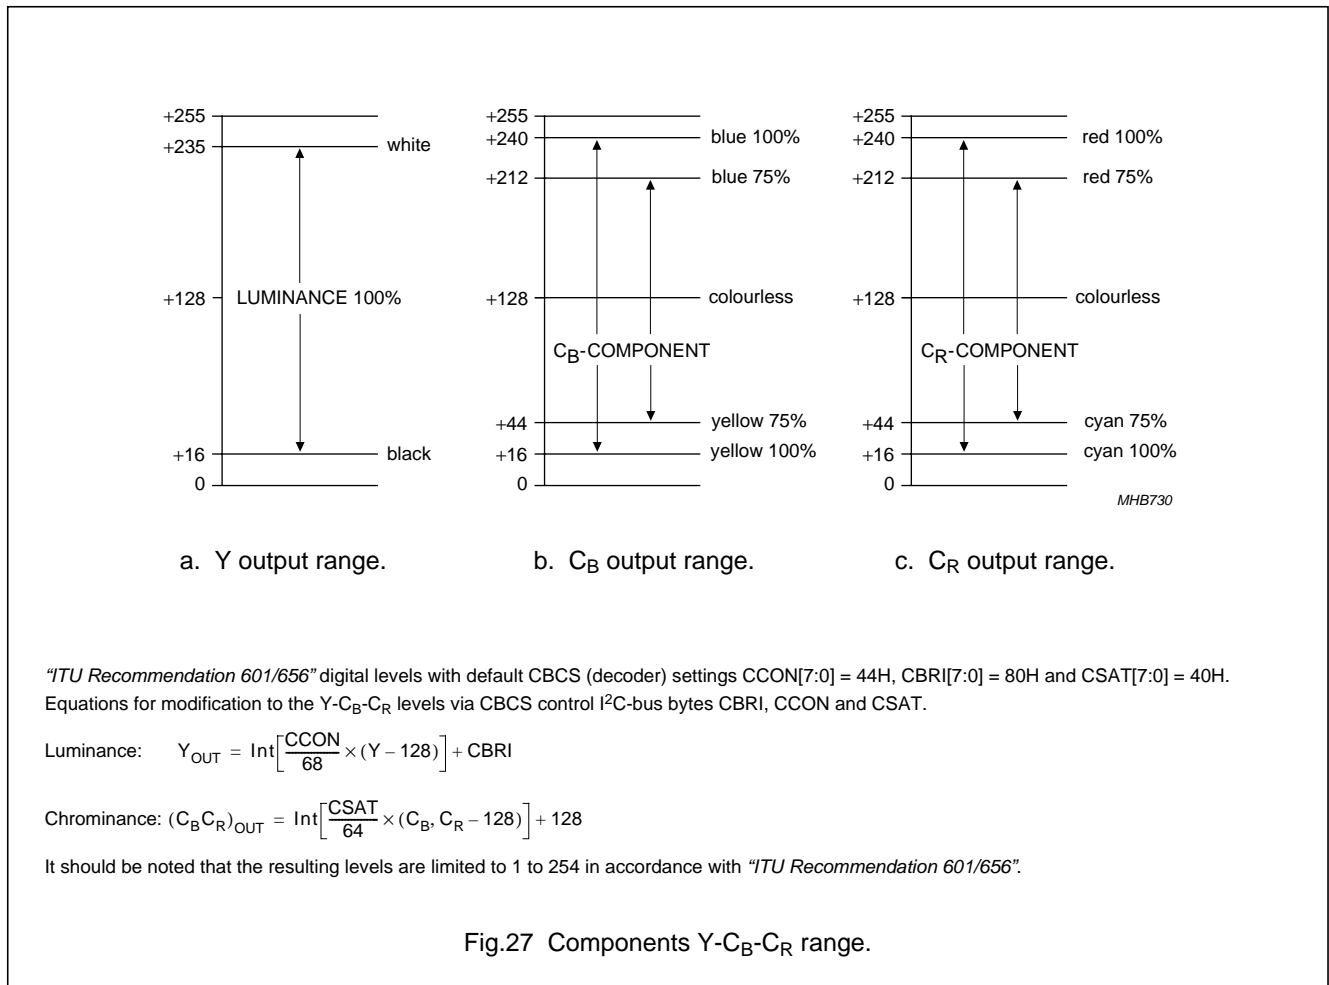 +255
+235
white
+128
LUMINANCE 100%
+16
black
0
+255
+240
blue 100%
+212
blue 75%
+128
colourless
CB-COMPONENT
+44
yellow 75%
+16
yellow 100%
0
+255
+240
red 100%
+212
red 75%
+128
colourless
CR-COMPONENT
+44
cyan 75%
+16
cyan 100%
0
MHB730
a. Y output range.
b. CB output range.
c. CR output range.
“ITU Recommendation 601/656” digital levels with default CBCS (decoder) settings CCON[7:0] = 44H, CBRI[7:0] = 80H and CSAT[7:0] = 40H.
Equations for modification to the Y-CB-CR levels via CBCS control I²C-bus bytes CBRI, CCON and CSAT.
Luminance: YOUT = Int[CCON/68 × (Y – 128)] + CBRI
Chrominance: (CBCR)OUT = Int[CSAT/64 × (CB, CR – 128)] + 128
It should be noted that the resulting levels are limited to 1 to 254 in accordance with “ITU Recommendation 601/656”.
Fig.27 Components Y-CB-CR range.